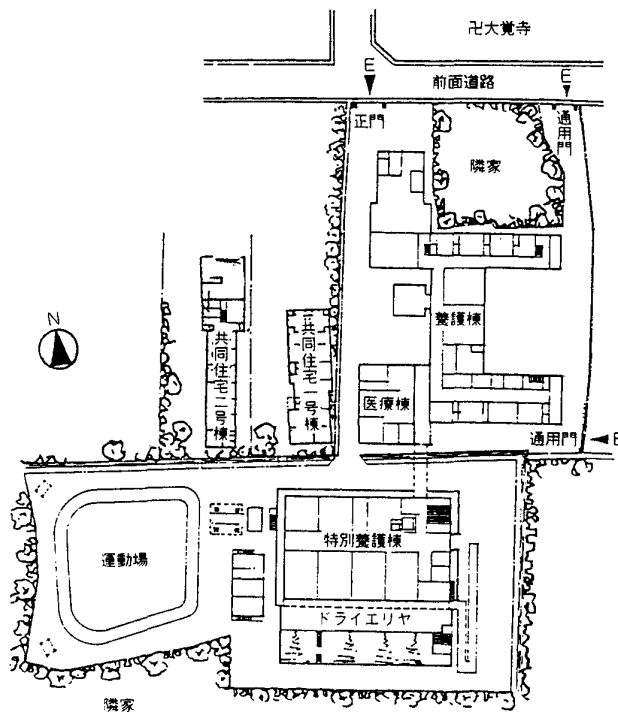 卍大覚寺
E
E
前面道路
正門
通用門
隣家
N
養護棟
共同住宅二号棟
共同住宅一号棟
医療棟
通用門
E
特別養護棟
運動場
ドライエリヤ
隣家